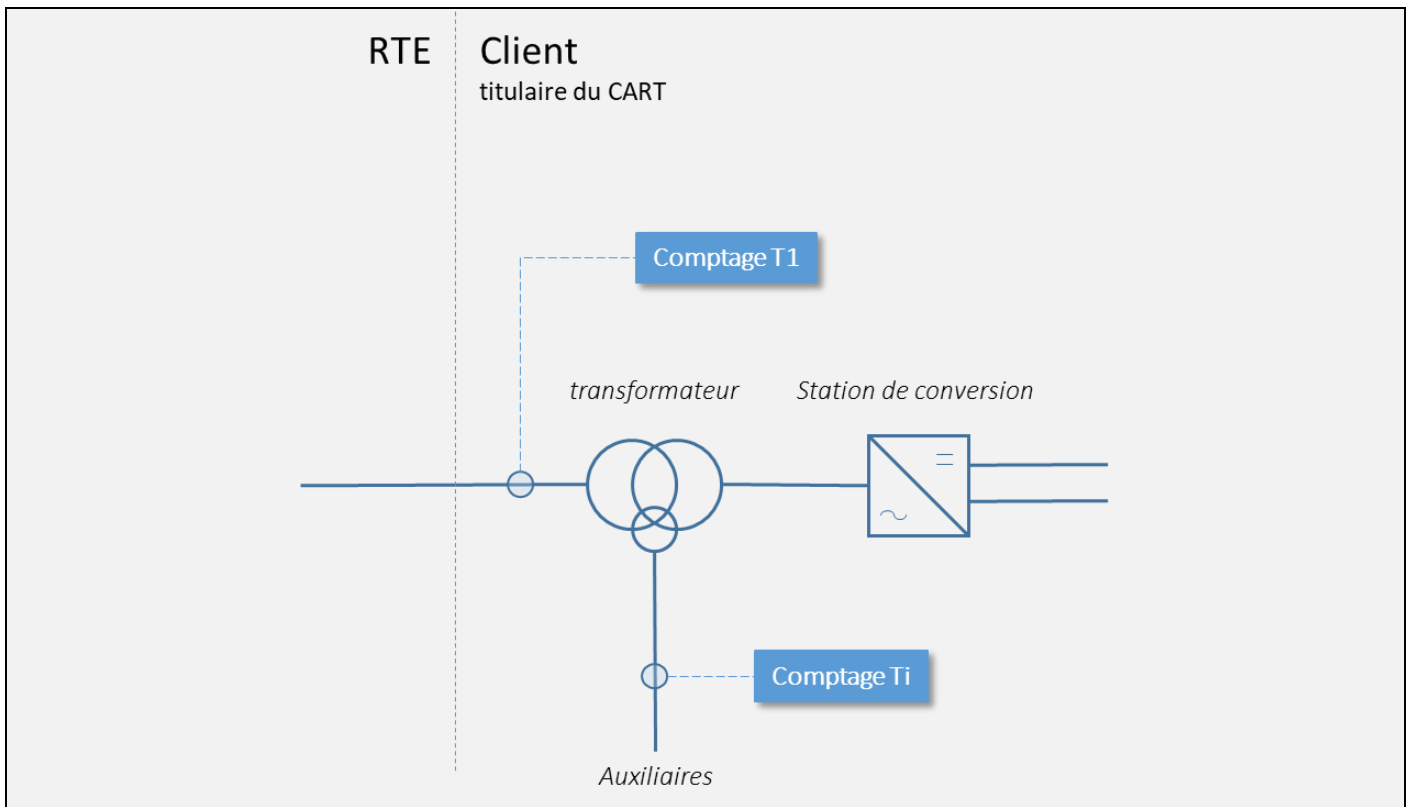 RTE
Client
titulaire du CART
Comptage T1
transformateur
Station de conversion
Comptage Ti
Auxiliaires